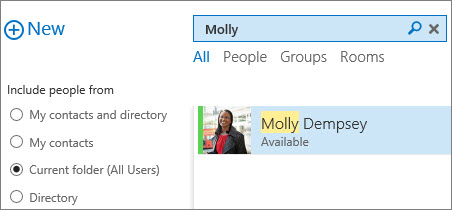 New
Molly
All People Groups Rooms
Include people from
My contacts and directory
My contacts
Current folder (All Users)
Directory
Molly Dempsey
Available